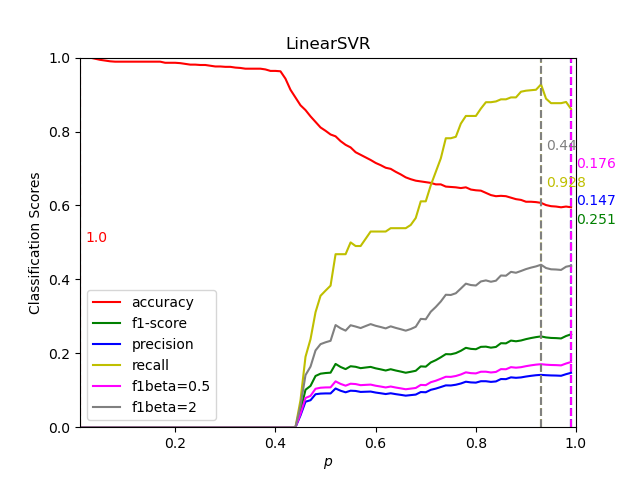 LinearSVR
Classification Scores
1.0
0.8
0.6
0.4
0.2
0.0
0.44
0.176
0.928
0.147
0.251
1.0
accuracy
f1-score
precision
recall
f1beta=0.5
f1beta=2
0.2 0.4 0.6 0.8 1.0
p